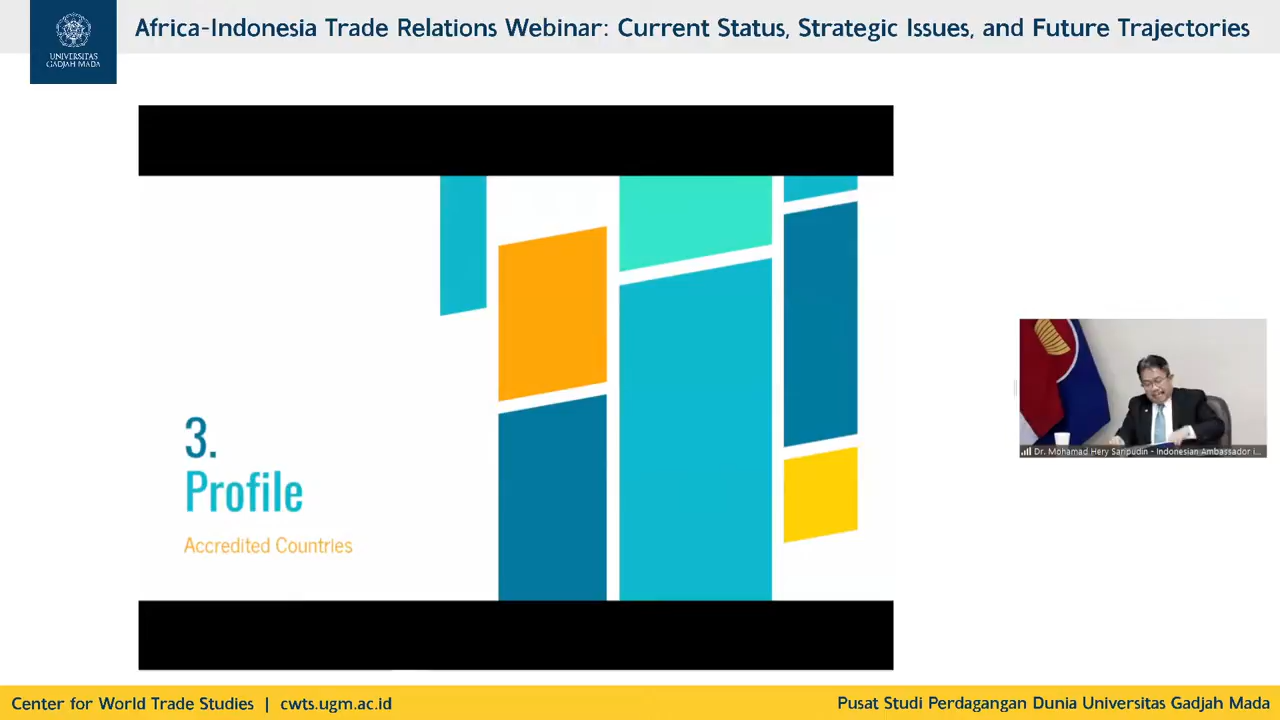 UNIVERSITAS
GADJAH MADA
Africa-Indonesia Trade Relations Webinar: Current Status, Strategic Issues, and Future Trajectories
3.
Profile
Accredited Countries
Dr. Mohamad Hery Saripudin - Indonesian Ambassador i...
Center for World Trade Studies | cwts.ugm.ac.id
Pusat Studi Perdagangan Dunia Universitas Gadjah Mada